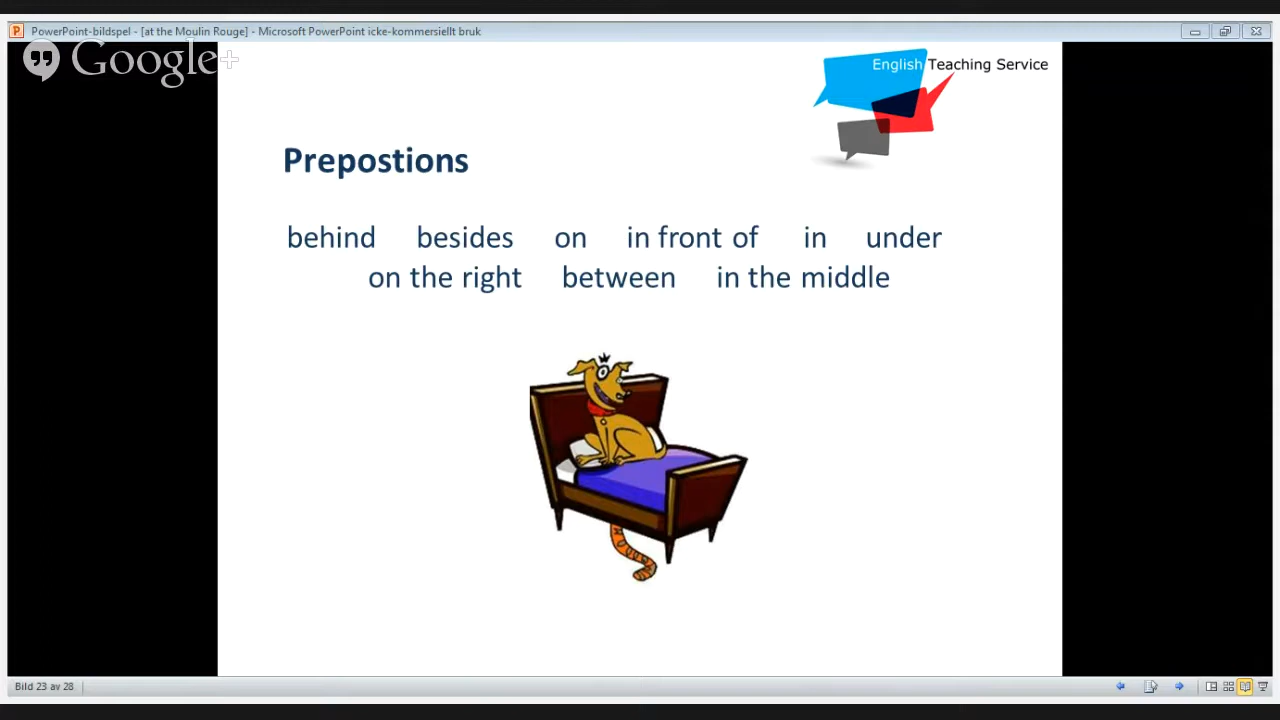 PowerPoint-bildspel - [at the Moulin Rouge] - Microsoft PowerPoint icke-kommersiellt bruk
Google+
English Teaching Service
Prepostions
behind besides on in front of in under
on the right between in the middle
Bild 23 av 28